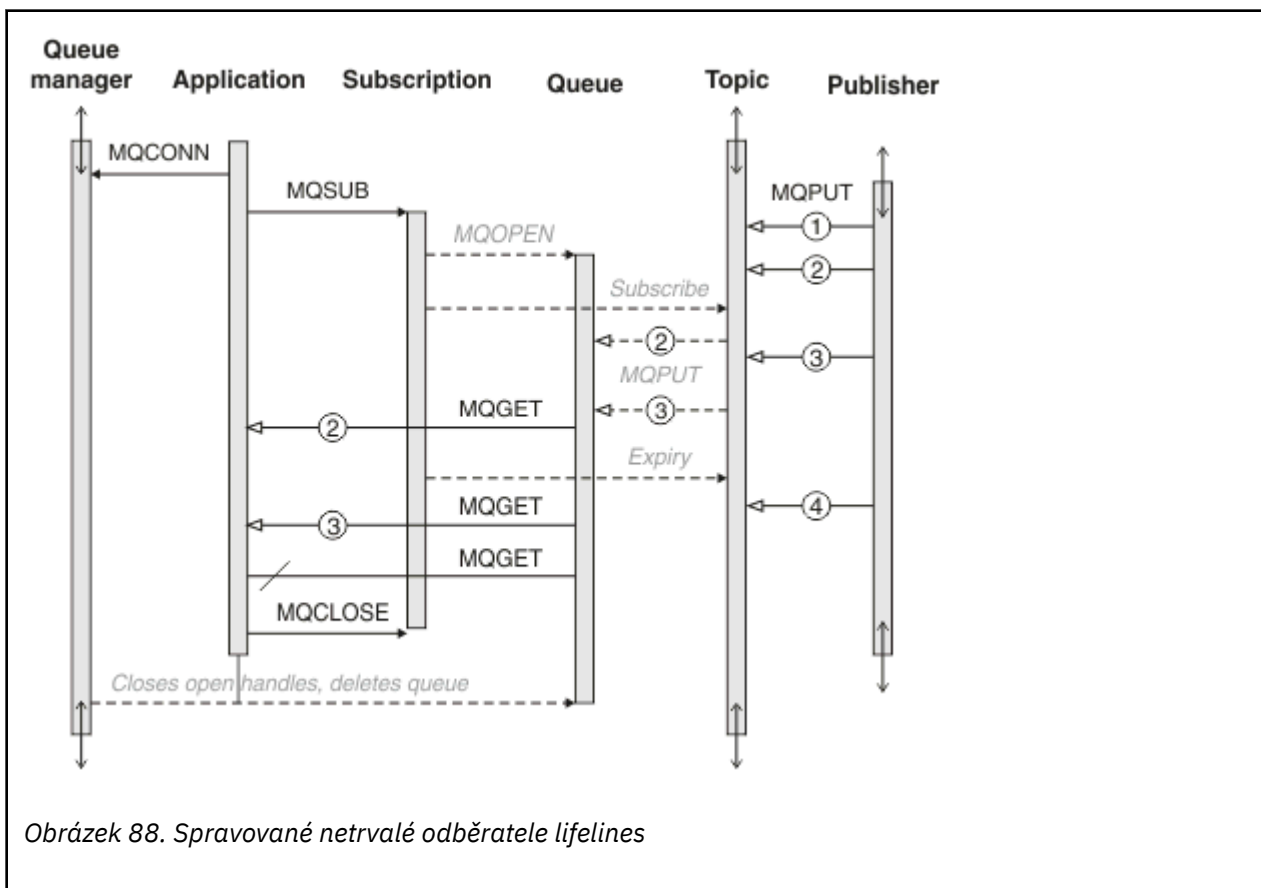 Queue
manager
Application
Subscription
Queue
Topic
Publisher
MQCONN
MQSUB
MQPUT
MQOPEN
1
2
Subscribe
2
3
MQPUT
3
MQGET
2
Expiry
MQGET
4
3
MQGET
MQCLOSE
Closes open handles, deletes queue
Obrázek 88. Spravované netrvalé odběratele lifelines